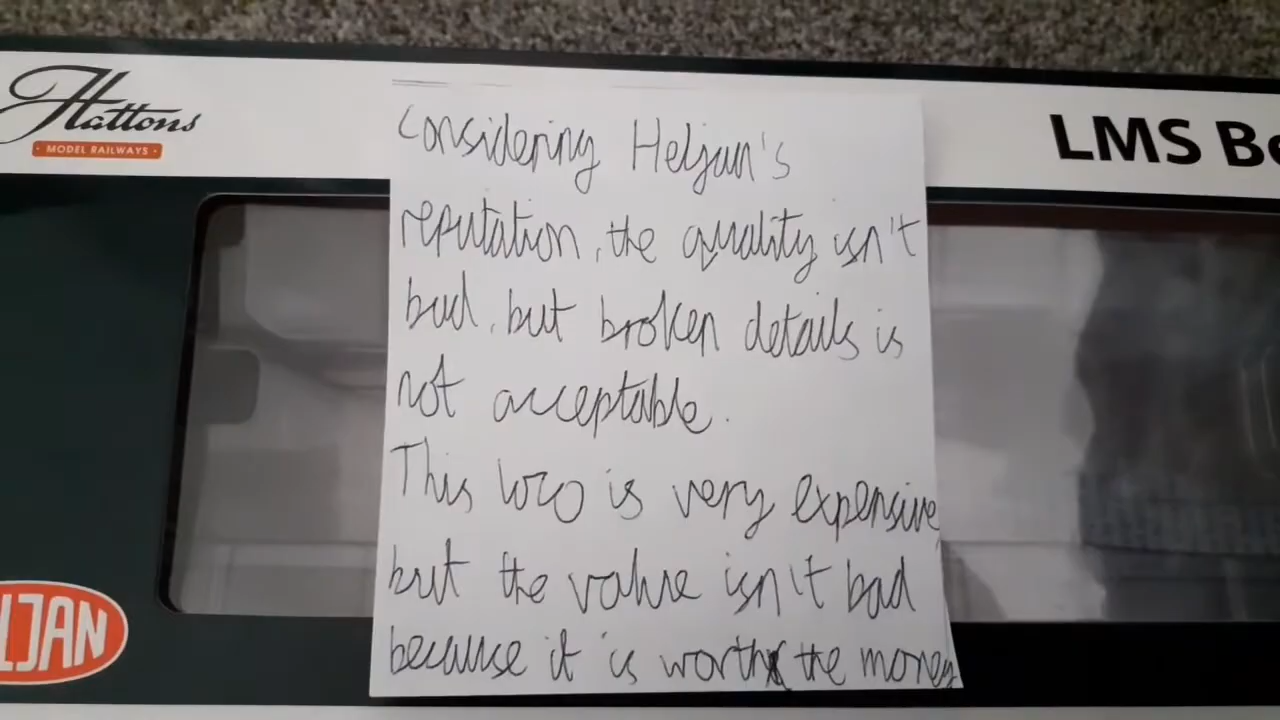 Hattons
MODEL RAILWAYS
LMS Be
Considering Heljan's
reputation, the quality isn't
bad, but broken details is
not acceptable.
This loco is very expensive,
but the value isn't bad
because it is worth the money
LJAN